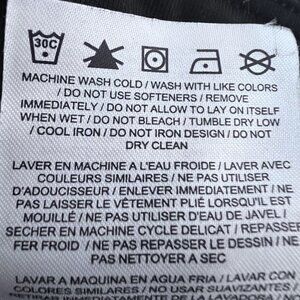 30C
MACHINE WASH COLD / WASH WITH LIKE COLORS
/ DO NOT USE SOFTENERS / REMOVE
IMMEDIATELY / DO NOT ALLOW TO LAY ON ITSELF
WHEN WET / DO NOT BLEACH / TUMBLE DRY LOW
/ COOL IRON / DO NOT IRON DESIGN / DO NOT
DRY CLEAN
LAVER EN MACHINE A L'EAU FROIDE / LAVER AVEC
COULEURS SIMILAIRES / NE PAS UTILISER
D'ADOUCISSEUR / ENLEVER IMMEDIATEMENT / NE
PAS LAISSER LE VÊTEMENT PLIÉ LORSQU'IL EST
MOUILLÉ / NE PAS UTILISER D'EAU DE JAVEL /
SECHER EN MACHINE CYCLE DELICAT / REPASSER
FER FROID / NE PAS REPASSER LE DESSIN / NE
PAS NETTOYER A SEC
LAVAR A MAQUINA EN AGUA FRIA / LAVAR CON
COLORES SIMILARES / NO USAR SUAVIZANTES /
RETIRAR INMEDIATAMENTE DE LA LAVADORA /